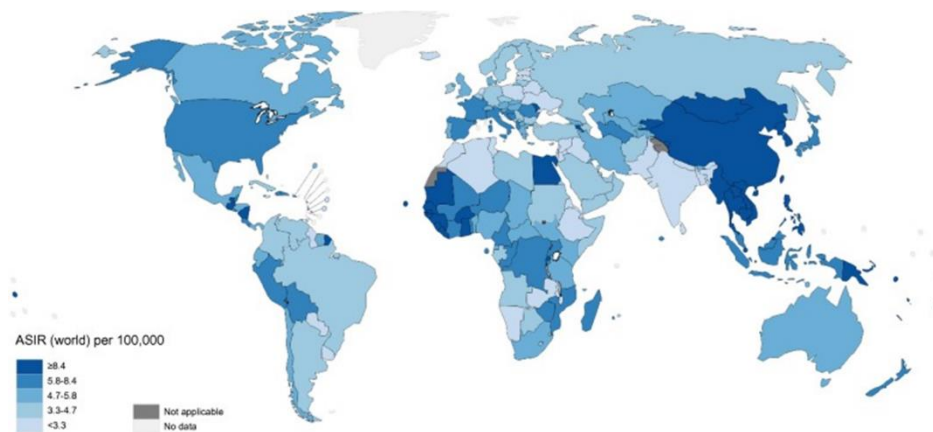 ASIR (world) per 100,000
≥8.4
5.8-8.4
4.7-5.8
3.3-4.7
<3.3
Not applicable
No data